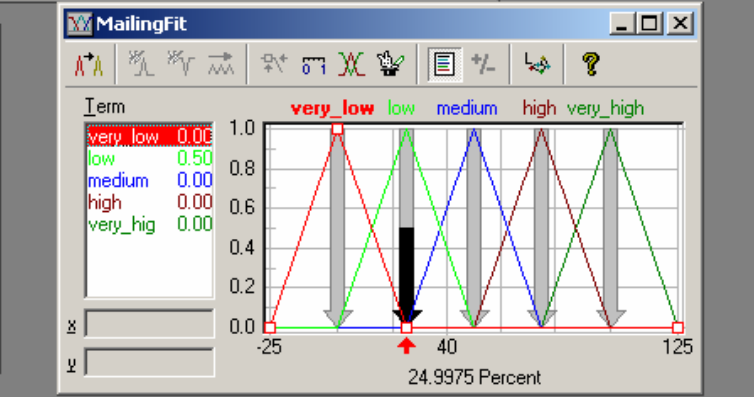 MailingFit
Term
very_low 0.00
low 0.50
medium 0.00
high 0.00
very_hig 0.00
x
y
very_low low medium high very_high
1.0
0.8
0.6
0.4
0.2
0.0
-25 40 125
24.9975 Percent